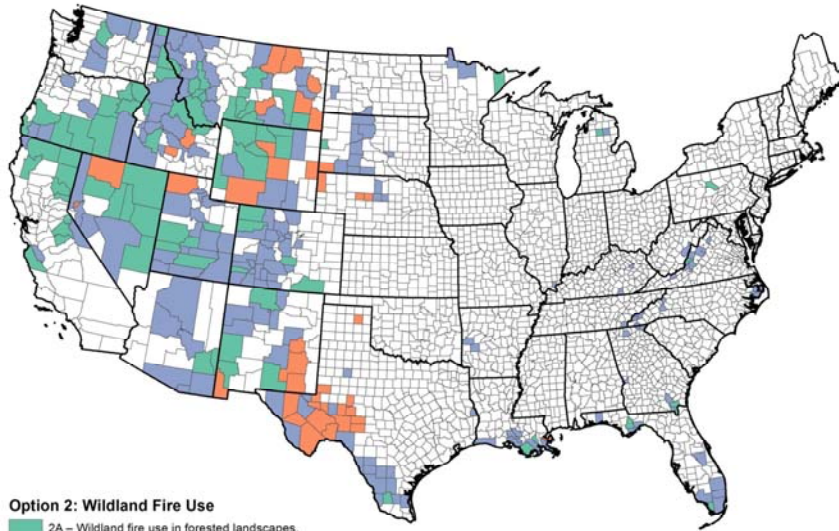 Option 2: Wildland Fire Use
2A – Wildland fire use in forested landscapes